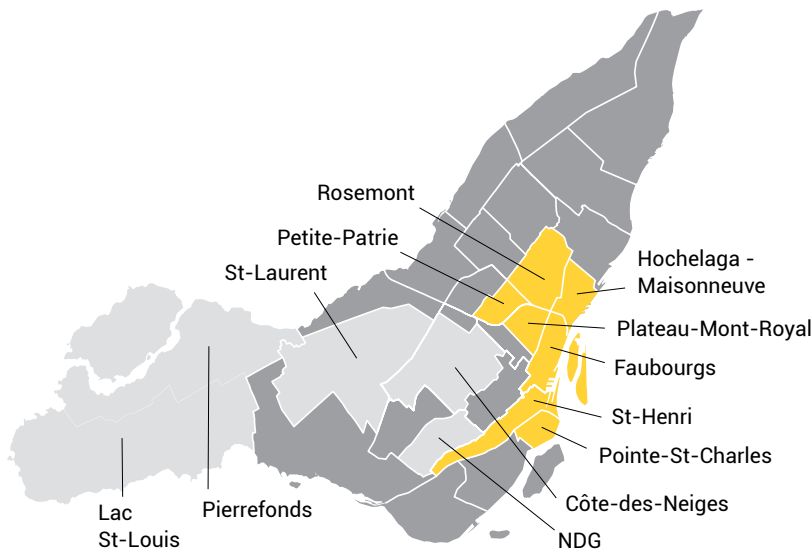 Rosemont
Petite-Patrie
St-Laurent
Hochelaga -
Maisonneuve
Plateau-Mont-Royal
Faubourgs
St-Henri
Pointe-St-Charles
Côte-des-Neiges
NDG
Pierrefonds
Lac
St-Louis